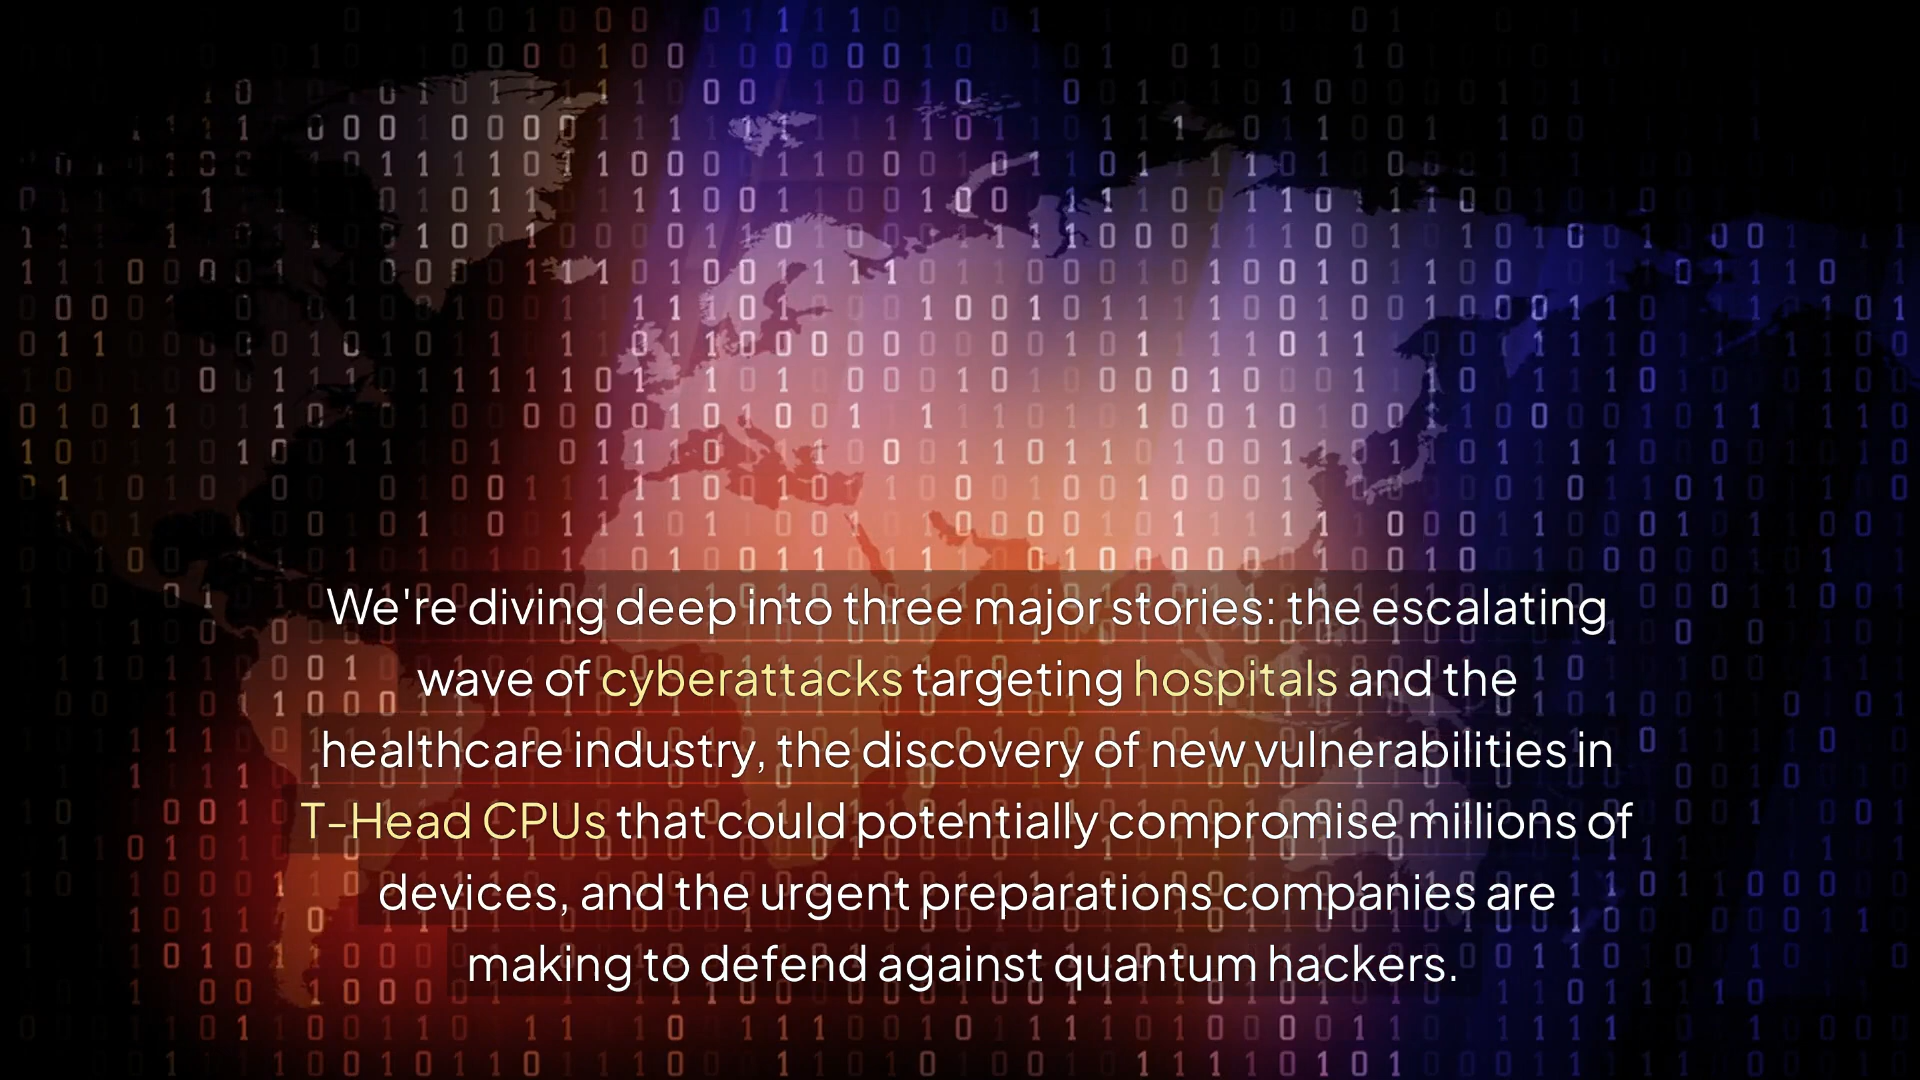 We're diving deep into three major stories: the escalating
wave of cyberattacks targeting hospitals and the
healthcare industry, the discovery of new vulnerabilities in
T-Head CPUs that could potentially compromise millions of
devices, and the urgent preparations companies are
making to defend against quantum hackers.